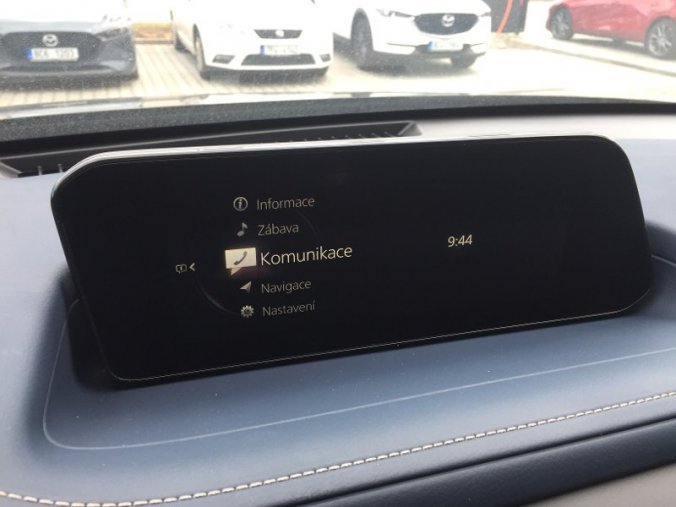 Informace
Zábava
Komunikace
Navigace
Nastavení
9:44